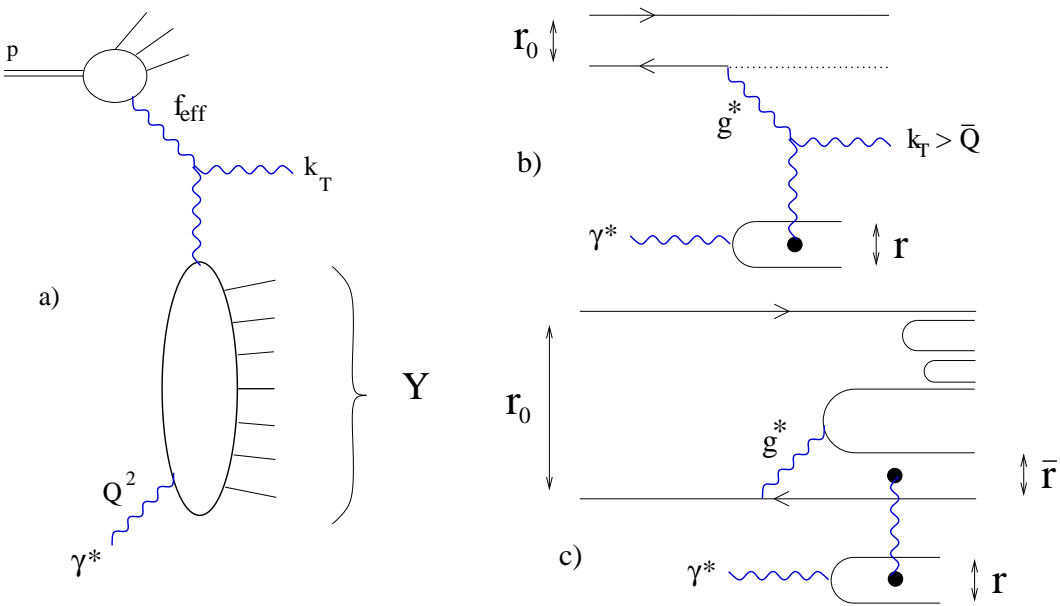 p
f_eff
k_T
a)
Y
Q^2
γ*
r_0
g*
k_T > Q̄
b)
γ*
r
r_0
g*
r̄
c)
γ*
r